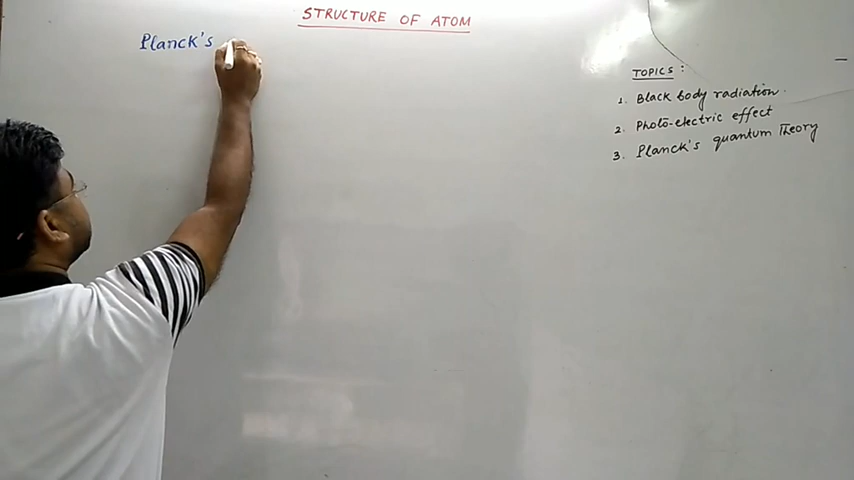 STRUCTURE OF ATOM
Planck's
TOPICS :
1. Black body radiation.
2. Photo-electric effect
3. Planck's quantum Theory